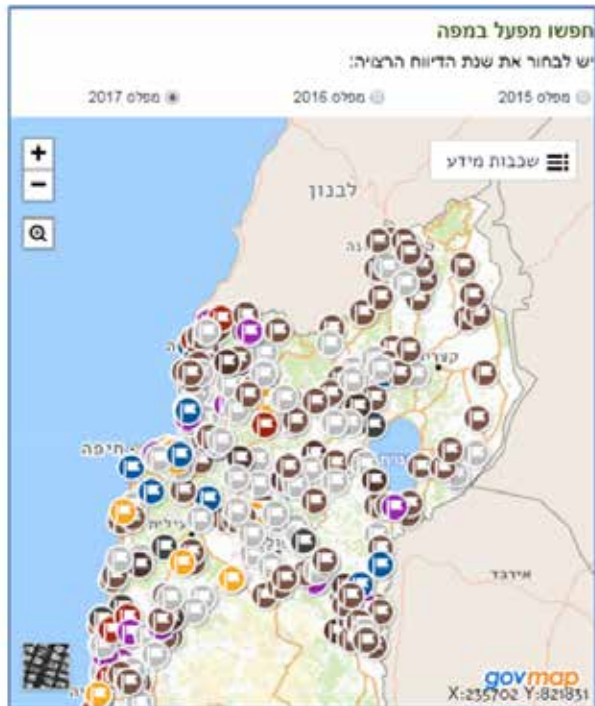 חפשו מפעל במפה
יש לבחור את שנת הדיווח הרצויה:
מפלס 2015 מפלס 2016 מפלס 2017
שכבות מידע
+
−
לבנון
קצרין
חיפה
אירבד
govmap
X:235702 Y:821831